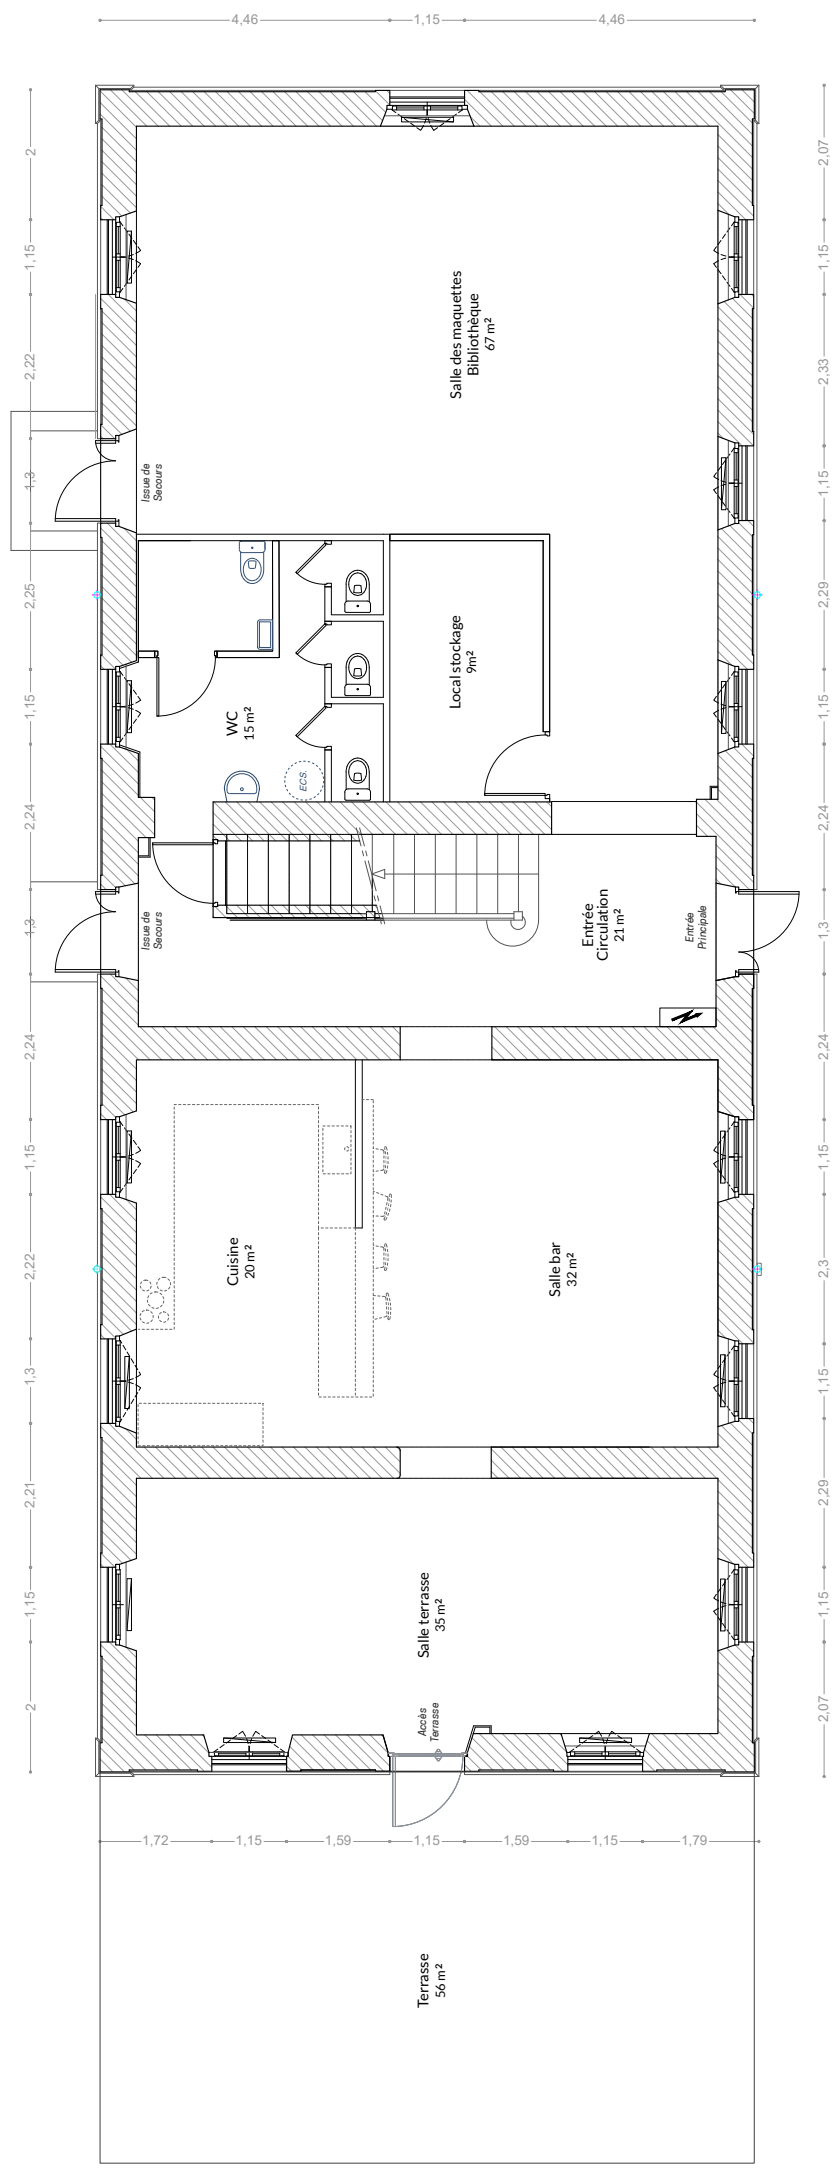 4,46
1,15
4,46
2
1,15
2,22
1,3
2,25
1,15
2,24
1,3
2,24
1,15
2,22
1,3
2,21
1,15
2
2,07
1,15
2,33
1,15
2,29
1,15
2,24
1,3
2,24
1,15
2,3
1,15
2,29
1,15
2,07
Salle des maquettes
Bibliothèque
67 m²
Issue de
Secours
Local stockage
9m²
WC
15 m²
ECS.
Issue de
Secours
Entrée
Circulation
21 m²
Entrée
Principale
Cuisine
20 m²
Salle bar
32 m²
Salle terrasse
35 m²
Accès
Terrasse
1,72
1,15
1,59
1,15
1,59
1,15
1,79
Terrasse
56 m²